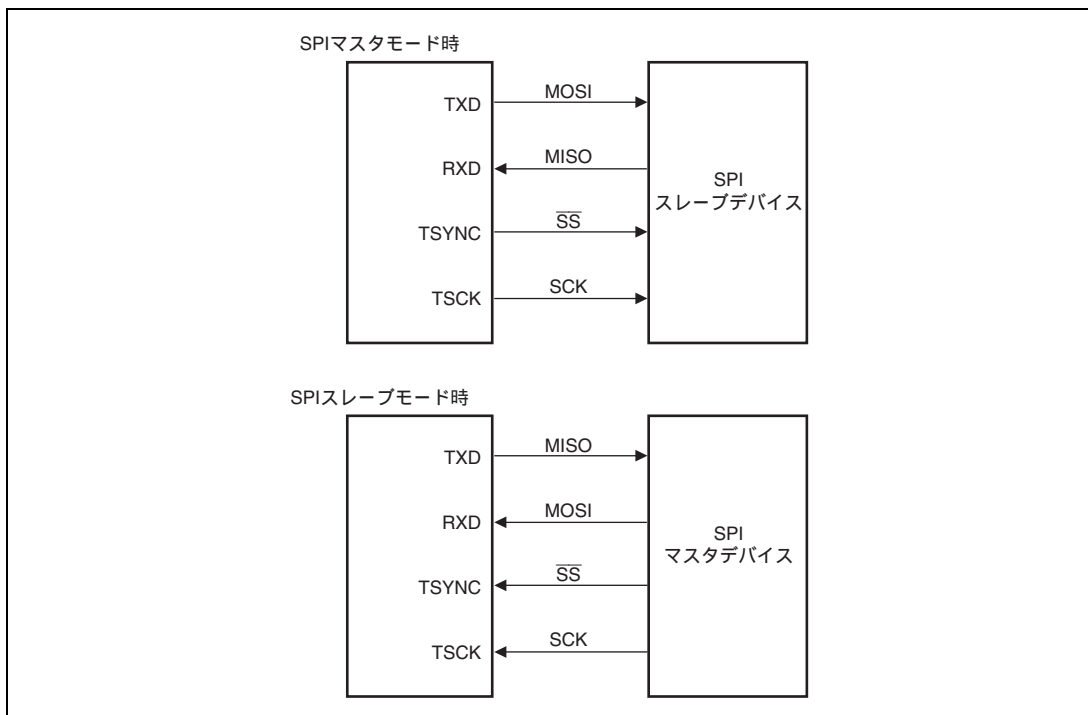 SPIマスタモード時
TXD
MOSI
RXD
MISO
TSYNC
S̅S̅
TSCK
SCK
SPI
スレーブデバイス
SPIスレーブモード時
TXD
MISO
RXD
MOSI
TSYNC
S̅S̅
TSCK
SCK
SPI
マスタデバイス